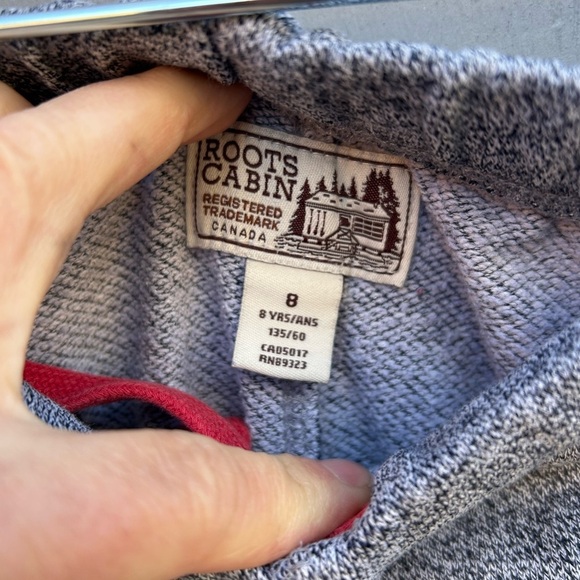 ROOTS
CABIN
REGISTERED
TRADEMARK
CANADA
8
8 YRS/ANS
135/60
CA05017
RN89323